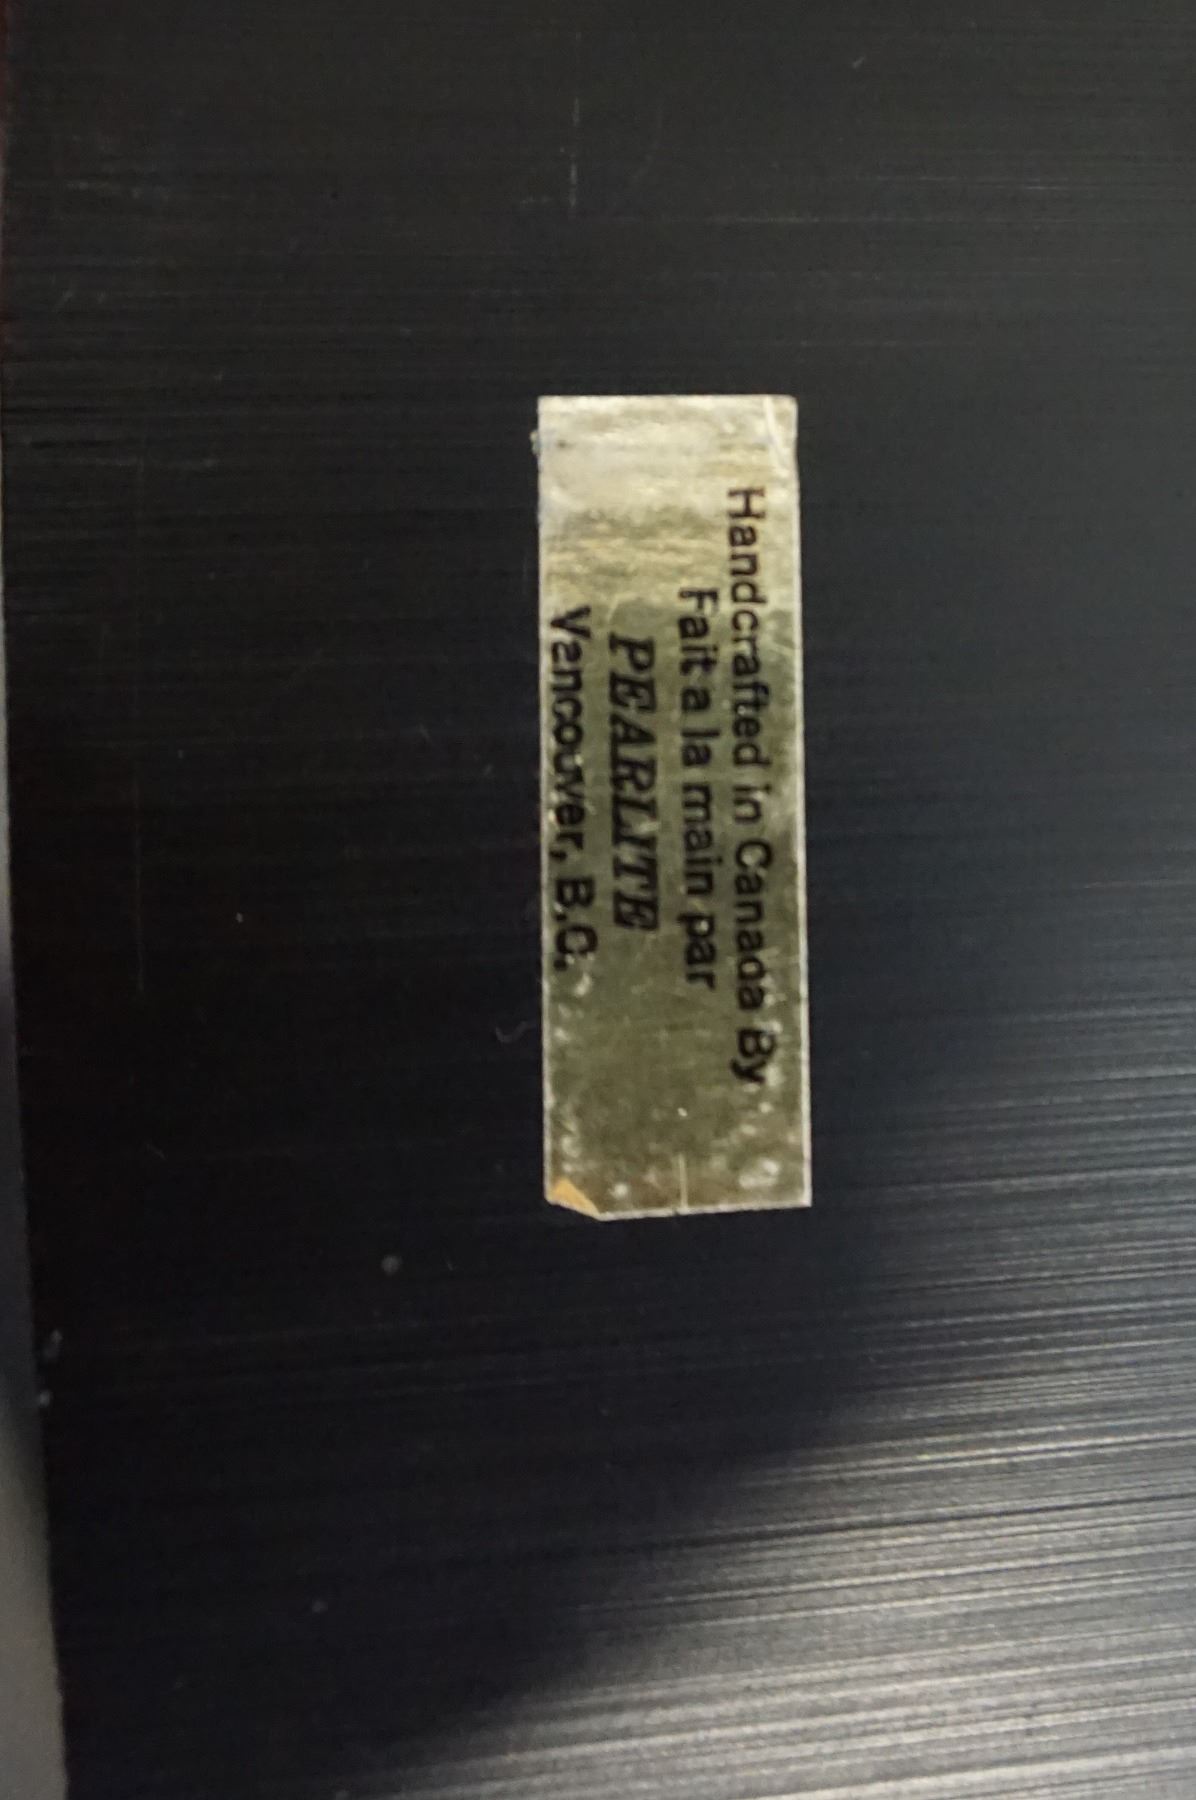 Handcrafted in Canada By
Fait a la main par
PEARLITE
Vancouver, B.C.